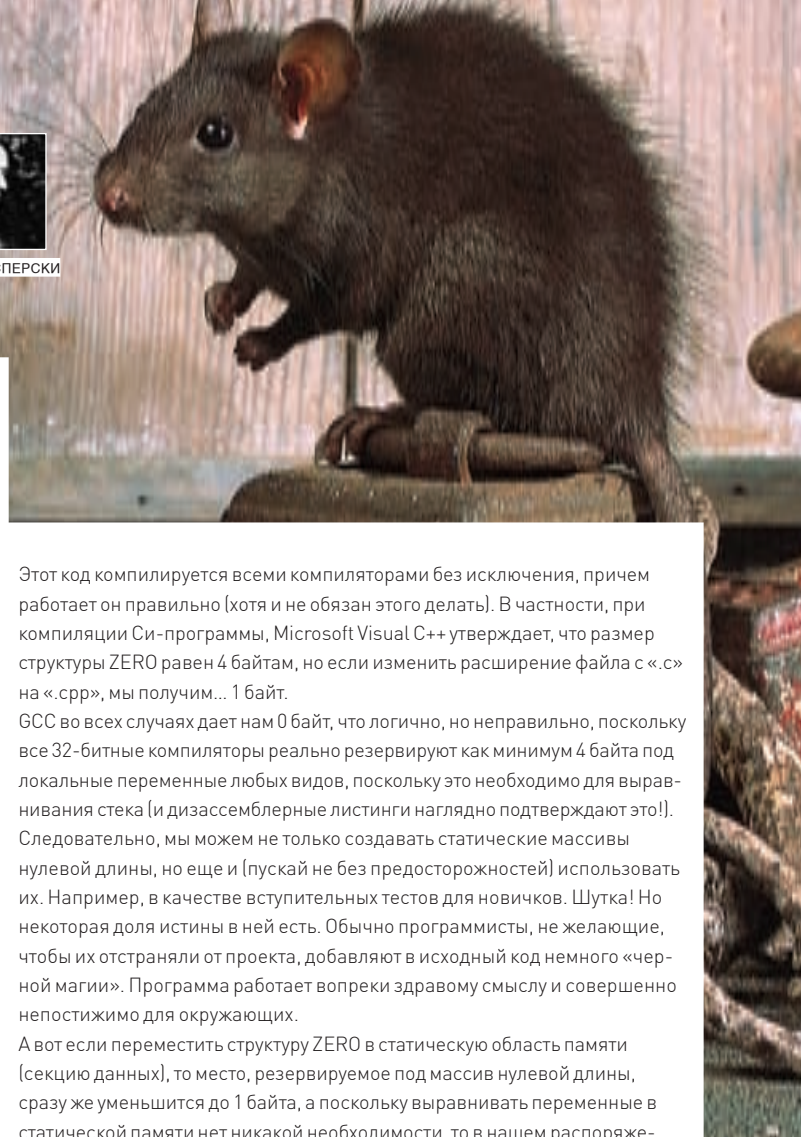 Этот код компилируется всеми компиляторами без исключения, причем
работает он правильно (хотя и не обязан этого делать). В частности, при
компиляции Си-программы, Microsoft Visual C++ утверждает, что размер
структуры ZERO равен 4 байтам, но если изменить расширение файла с «.c»
на «.cpp», мы получим... 1 байт.
GCC во всех случаях дает нам 0 байт, что логично, но неправильно, поскольку
все 32-битные компиляторы реально резервируют как минимум 4 байта под
локальные переменные любых видов, поскольку это необходимо для вырав-
нивания стека (и дизассемблерные листинги наглядно подтверждают это!).
Следовательно, мы можем не только создавать статические массивы
нулевой длины, но еще и (пускай не без предосторожностей) использовать
их. Например, в качестве вступительных тестов для новичков. Шутка! Но
некоторая доля истины в ней есть. Обычно программисты, не желающие,
чтобы их отстраняли от проекта, добавляют в исходный код немного «чер-
ной магии». Программа работает вопреки здравому смыслу и совершенно
непостижимо для окружающих.
А вот если переместить структуру ZERO в статическую область памяти
(секцию данных), то место, резервируемое под массив нулевой длины,
сразу же уменьшится до 1 байта, а поскольку выравнивать переменные в
статической памяти нет никакой необходимости, то в нашем распоряже-